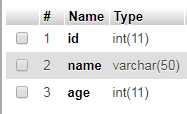 # Name Type
1 id int(11)
2 name varchar(50)
3 age int(11)